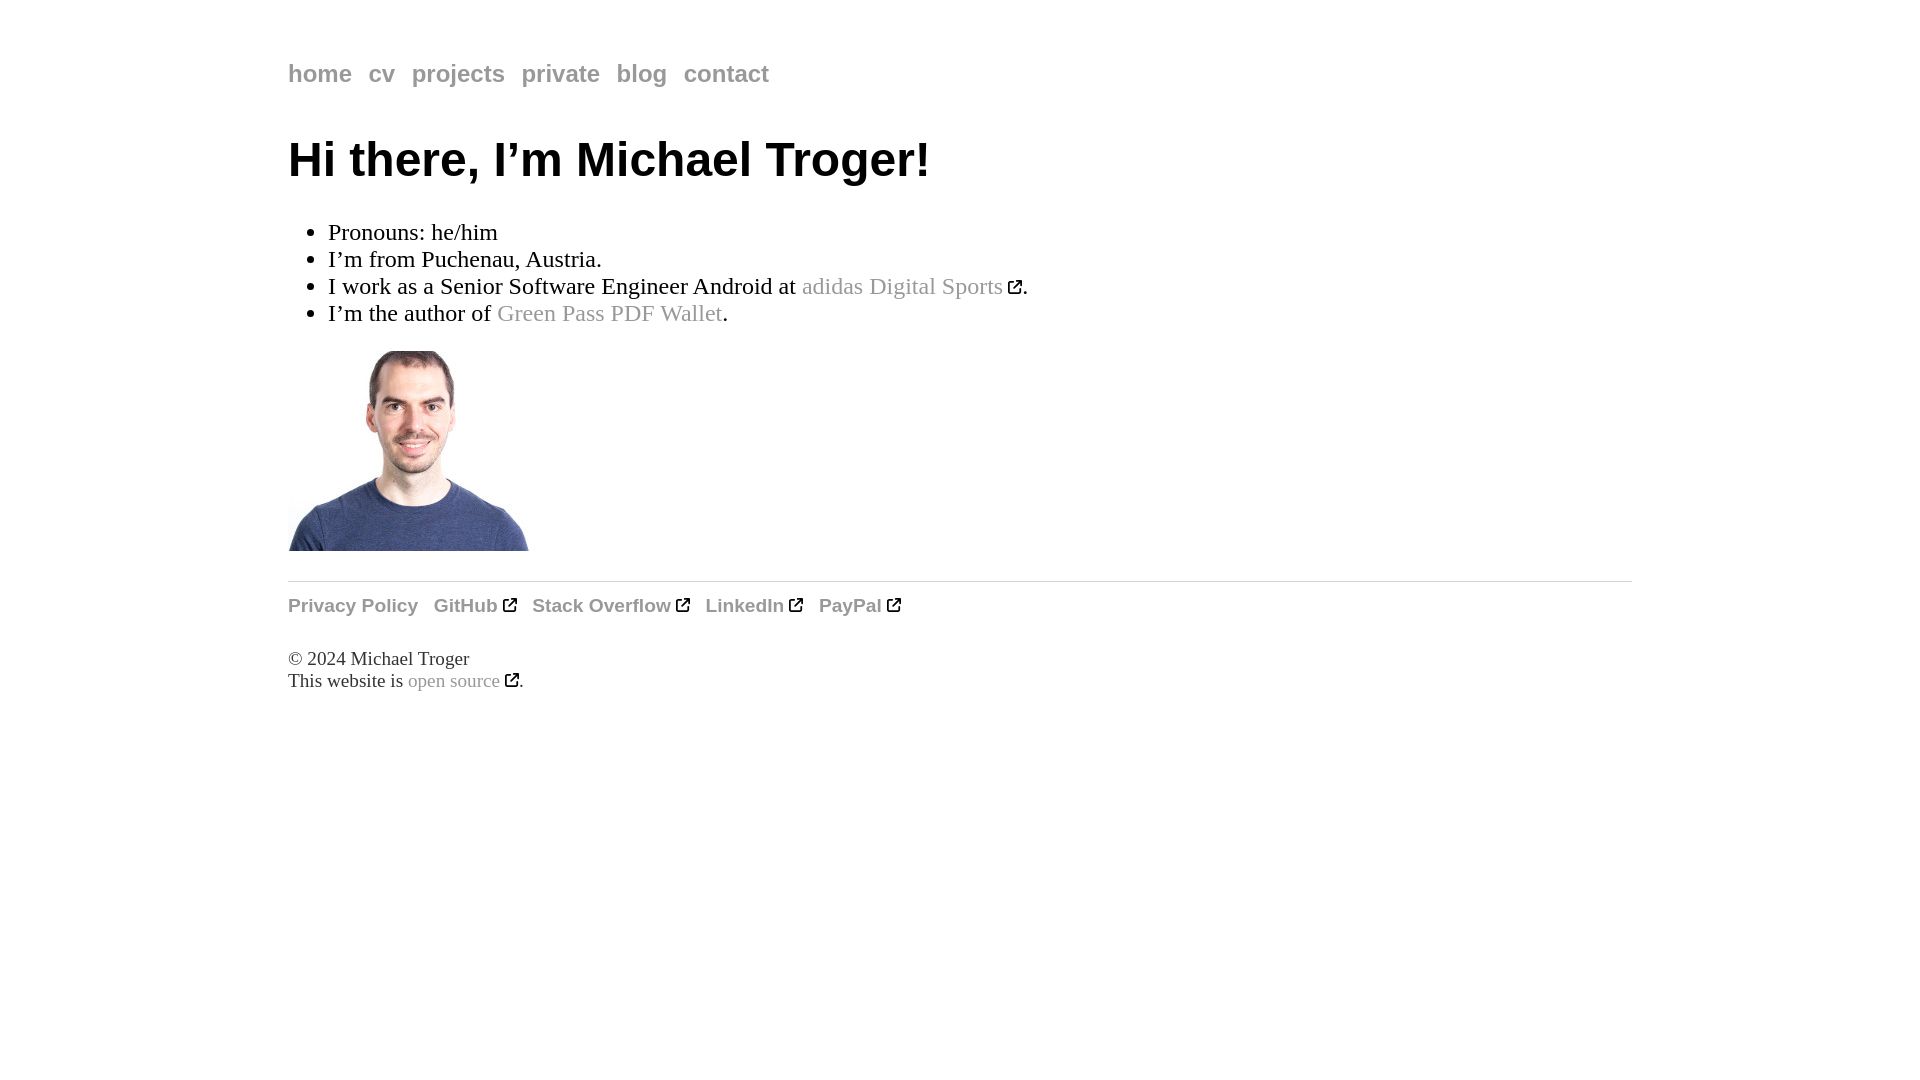 home cv projects private blog contact
Hi there, I’m Michael Troger!
Pronouns: he/him
I’m from Puchenau, Austria.
I work as a Senior Software Engineer Android at adidas Digital Sports.
I’m the author of Green Pass PDF Wallet.
Privacy Policy GitHub Stack Overflow LinkedIn PayPal
© 2024 Michael Troger
This website is open source.